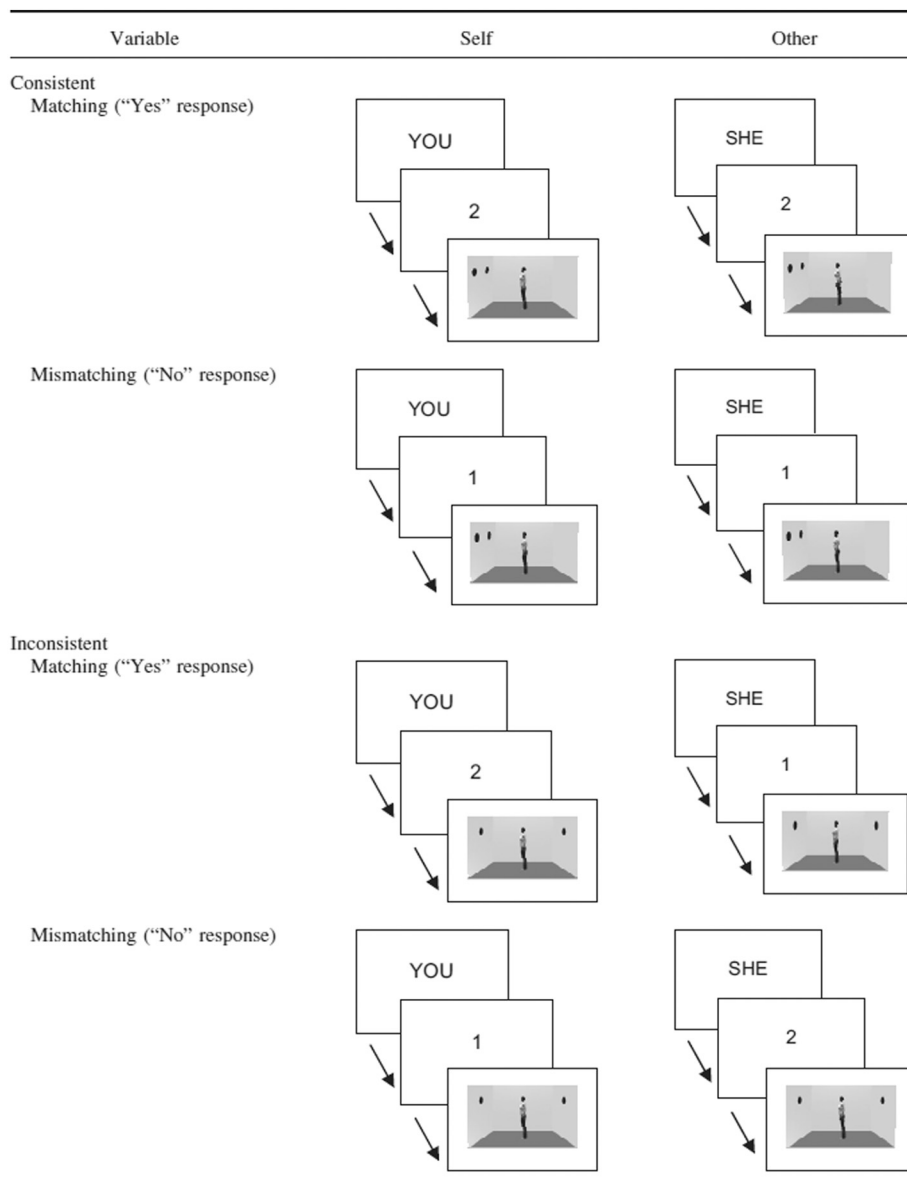 Variable Self Other
Consistent
Matching (“Yes” response)
YOU SHE
2 2
Mismatching (“No” response)
YOU SHE
1 1
Inconsistent
Matching (“Yes” response)
YOU SHE
2 1
Mismatching (“No” response)
YOU SHE
1 2